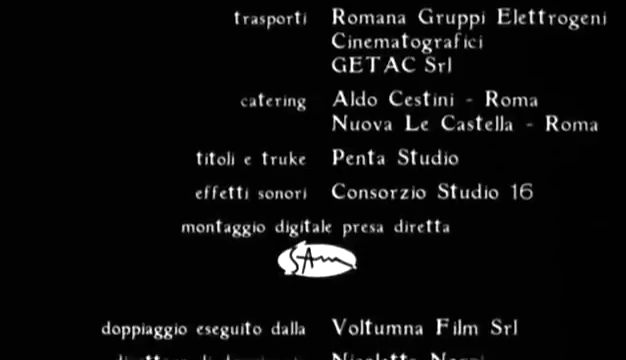 trasporti Romana Gruppi Elettrogeni
Cinematografici
GETAC Srl
catering Aldo Cestini - Roma
Nuova Le Castella - Roma
titoli e truke Penta Studio
effetti sonori Consorzio Studio 16
montaggio digitale presa diretta
SAM
doppiaggio eseguito dalla Voltumna Film Srl